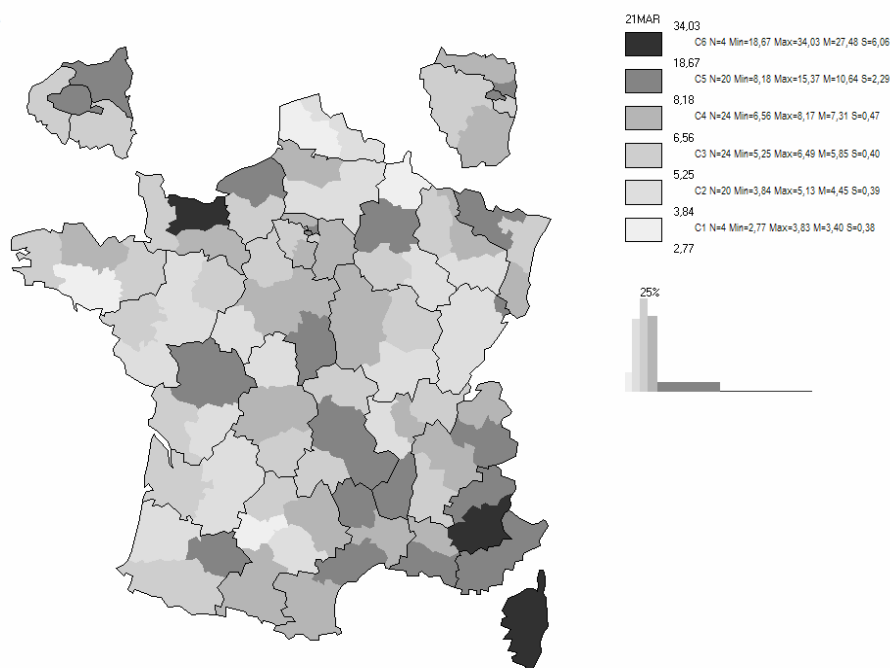 21MAR
34,03
C6 N=4 Min=18,67 Max=34,03 M=27,48 S=6,06
18,67
C5 N=20 Min=8,18 Max=15,37 M=10,64 S=2,29
8,18
C4 N=24 Min=6,56 Max=8,17 M=7,31 S=0,47
6,56
C3 N=24 Min=5,25 Max=6,49 M=5,85 S=0,40
5,25
C2 N=20 Min=3,84 Max=5,13 M=4,45 S=0,39
3,84
C1 N=4 Min=2,77 Max=3,83 M=3,40 S=0,38
2,77
25%